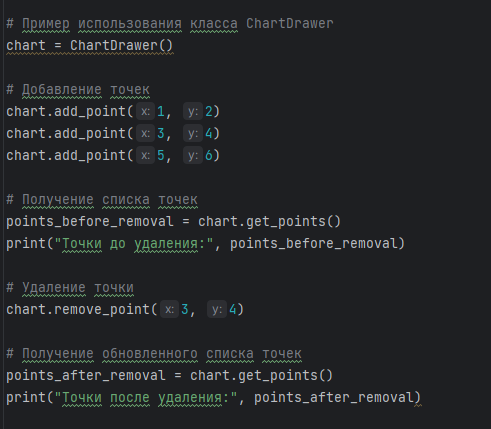 # Пример использования класса ChartDrawer
chart = ChartDrawer()
# Добавление точек
chart.add_point(x: 1, y: 2)
chart.add_point(x: 3, y: 4)
chart.add_point(x: 5, y: 6)
# Получение списка точек
points_before_removal = chart.get_points()
print("Точки до удаления:", points_before_removal)
# Удаление точки
chart.remove_point(x: 3, y: 4)
# Получение обновленного списка точек
points_after_removal = chart.get_points()
print("Точки после удаления:", points_after_removal)